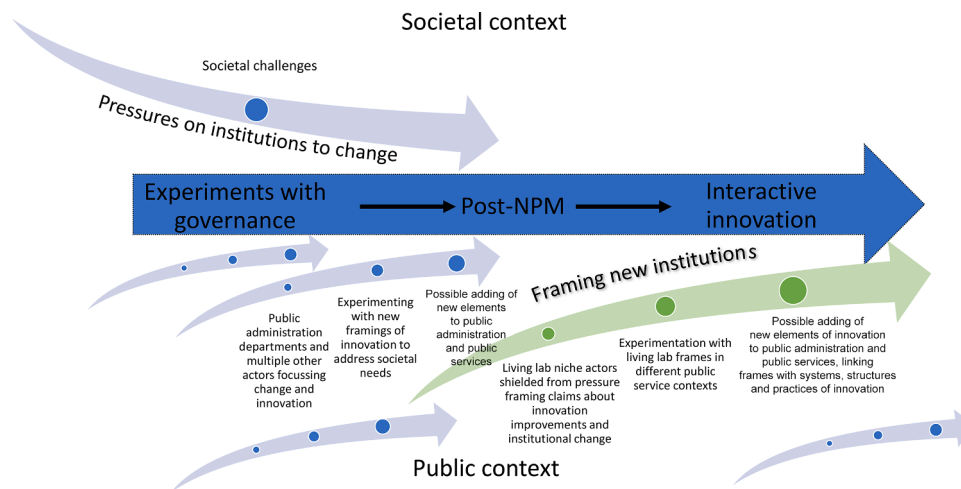 Societal context
Societal challenges
Pressures on institutions to change
Experiments with
governance
Post-NPM
Interactive
innovation
Framing new institutions
Public
administration
departments and
multiple other
actors focussing
change and
innovation
Experimenting
with new
framings of
innovation to
address societal
needs
Possible adding of
new elements
to public
administration
and public
services
Living lab niche actors
shielded from pressure
framing claims about
innovation
improvements and
institutional change
Experimentation with
living lab frames in
different public
service contexts
Possible adding of
new elements of innovation
to public administration and
public services, linking
frames with systems, structures
and practices of innovation
Public context